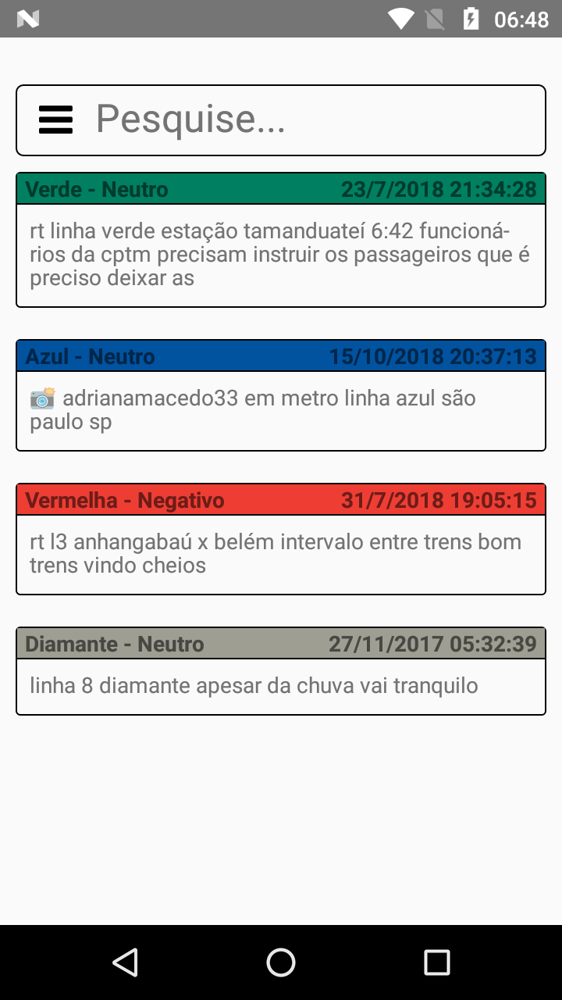 06:48
Pesquise...
Verde - Neutro 23/7/2018 21:34:28
rt linha verde estação tamanduateí 6:42 funcioná-
rios da cptm precisam instruir os passageiros que é
preciso deixar as
Azul - Neutro 15/10/2018 20:37:13
📸 adrianamacedo33 em metro linha azul são
paulo sp
Vermelha - Negativo 31/7/2018 19:05:15
rt l3 anhangabaú x belém intervalo entre trens bom
trens vindo cheios
Diamante - Neutro 27/11/2017 05:32:39
linha 8 diamante apesar da chuva vai tranquilo